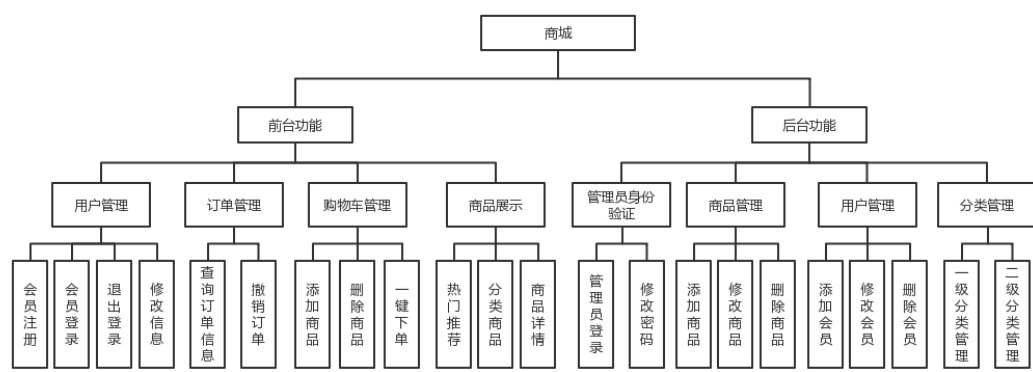 商城
前台功能
后台功能
用户管理
订单管理
购物车管理
商品展示
管理员身份
验证
商品管理
用户管理
分类管理
会员注册
会员登录
退出登录
修改信息
查询订单信息
撤销订单
添加商品
删除商品
一键下单
热门推荐
分类商品
商品详情
管理员登录
修改密码
添加商品
修改商品
删除商品
添加会员
修改会员
删除会员
一级分类管理
二级分类管理